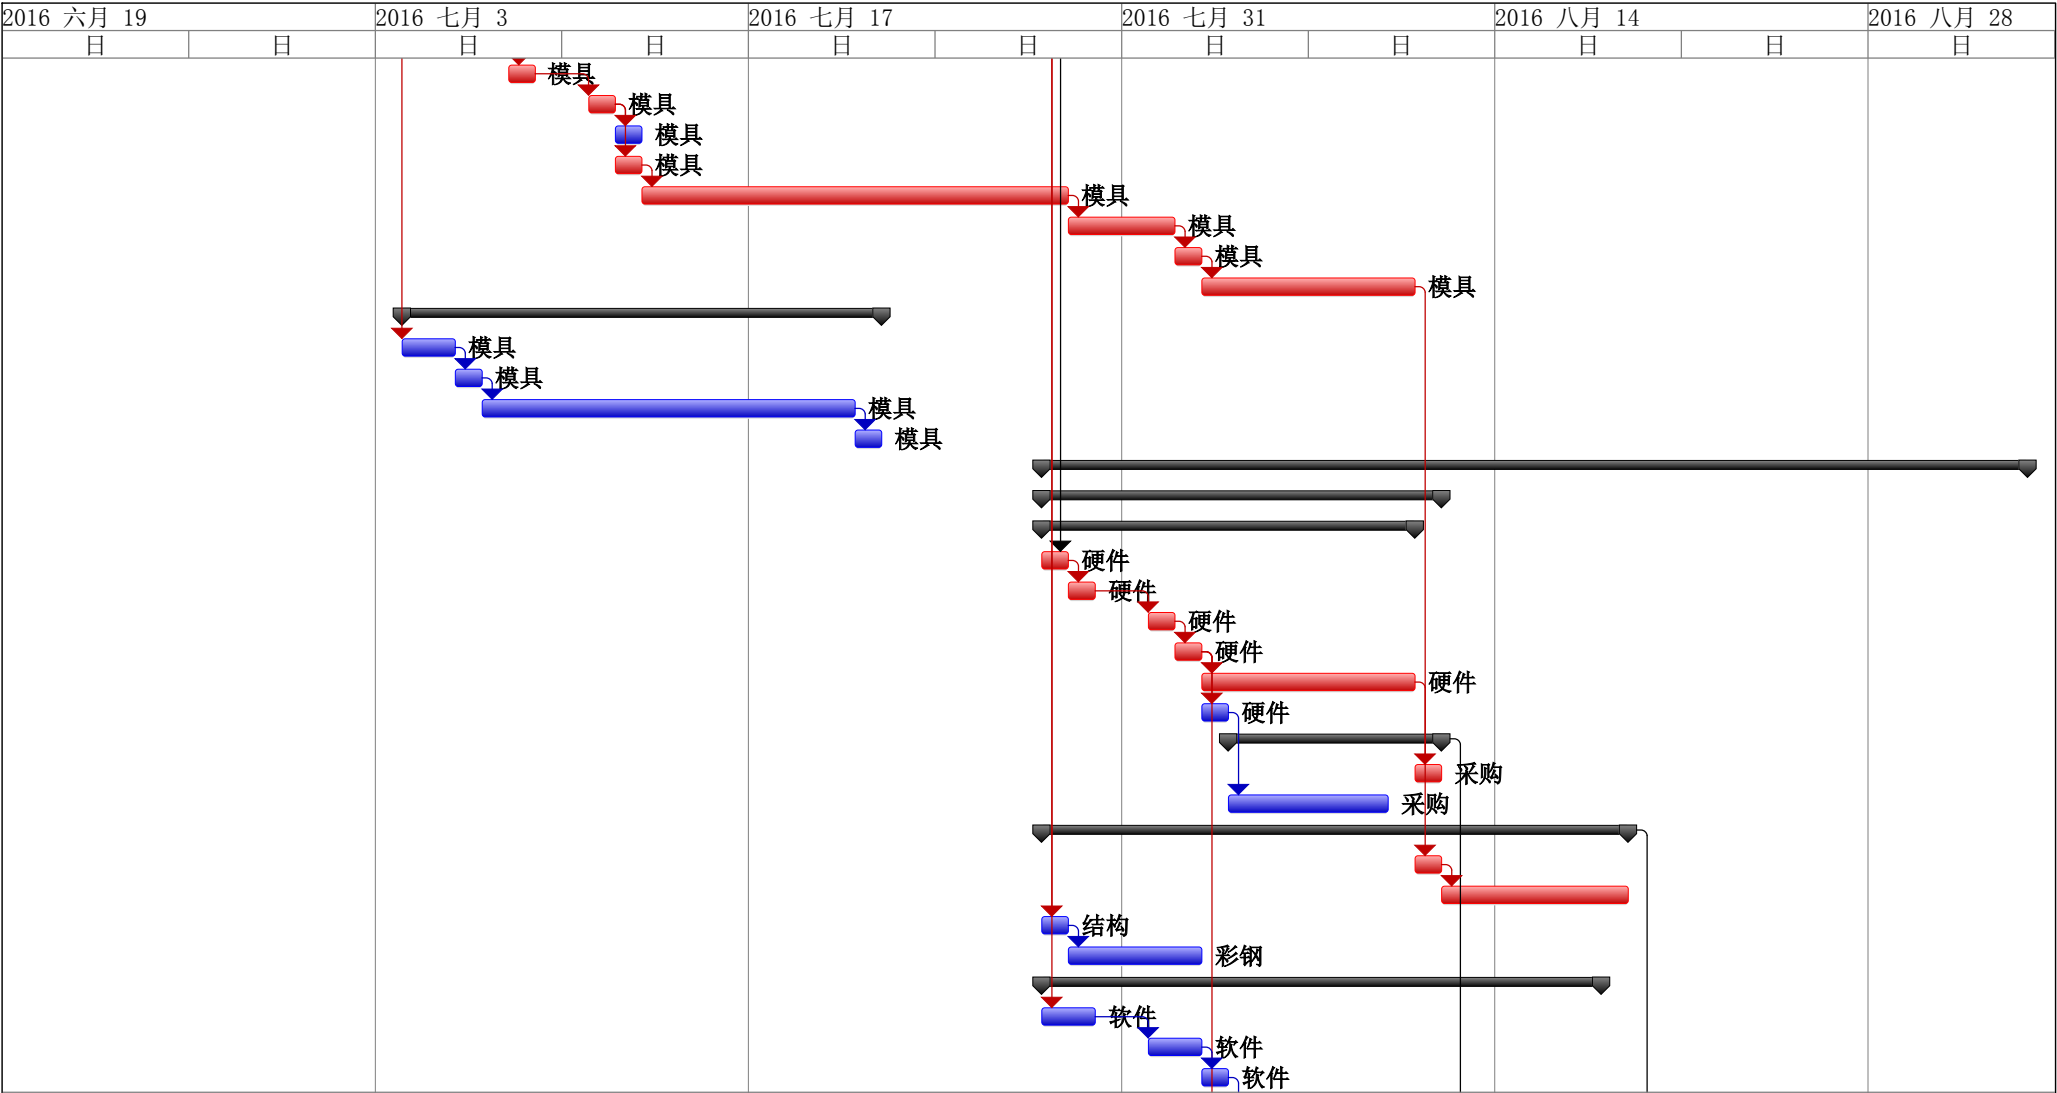 2016 六月 19 2016 七月 3 2016 七月 17 2016 七月 31 2016 八月 14 2016 八月 28
日 日 日 日 日 日 日 日 日 日 日
模具
模具
模具
模具
模具
模具
模具
模具
模具
模具
模具
模具
硬件
硬件
硬件
硬件
硬件
硬件
采购
采购
结构
彩钢
软件
软件
软件